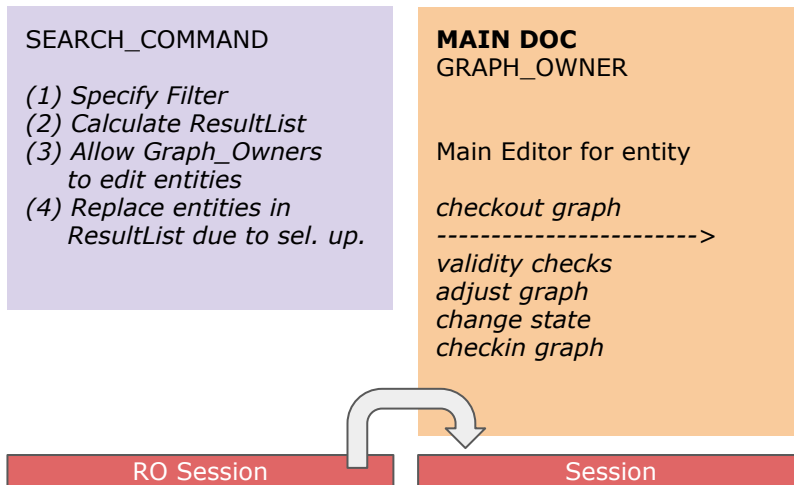 SEARCH_COMMAND
(1) Specify Filter
(2) Calculate ResultList
(3) Allow Graph_Owners
to edit entities
(4) Replace entities in
ResultList due to sel. up.
MAIN DOC
GRAPH_OWNER
Main Editor for entity
checkout graph
------------------------>
validity checks
adjust graph
change state
checkin graph
RO Session
Session